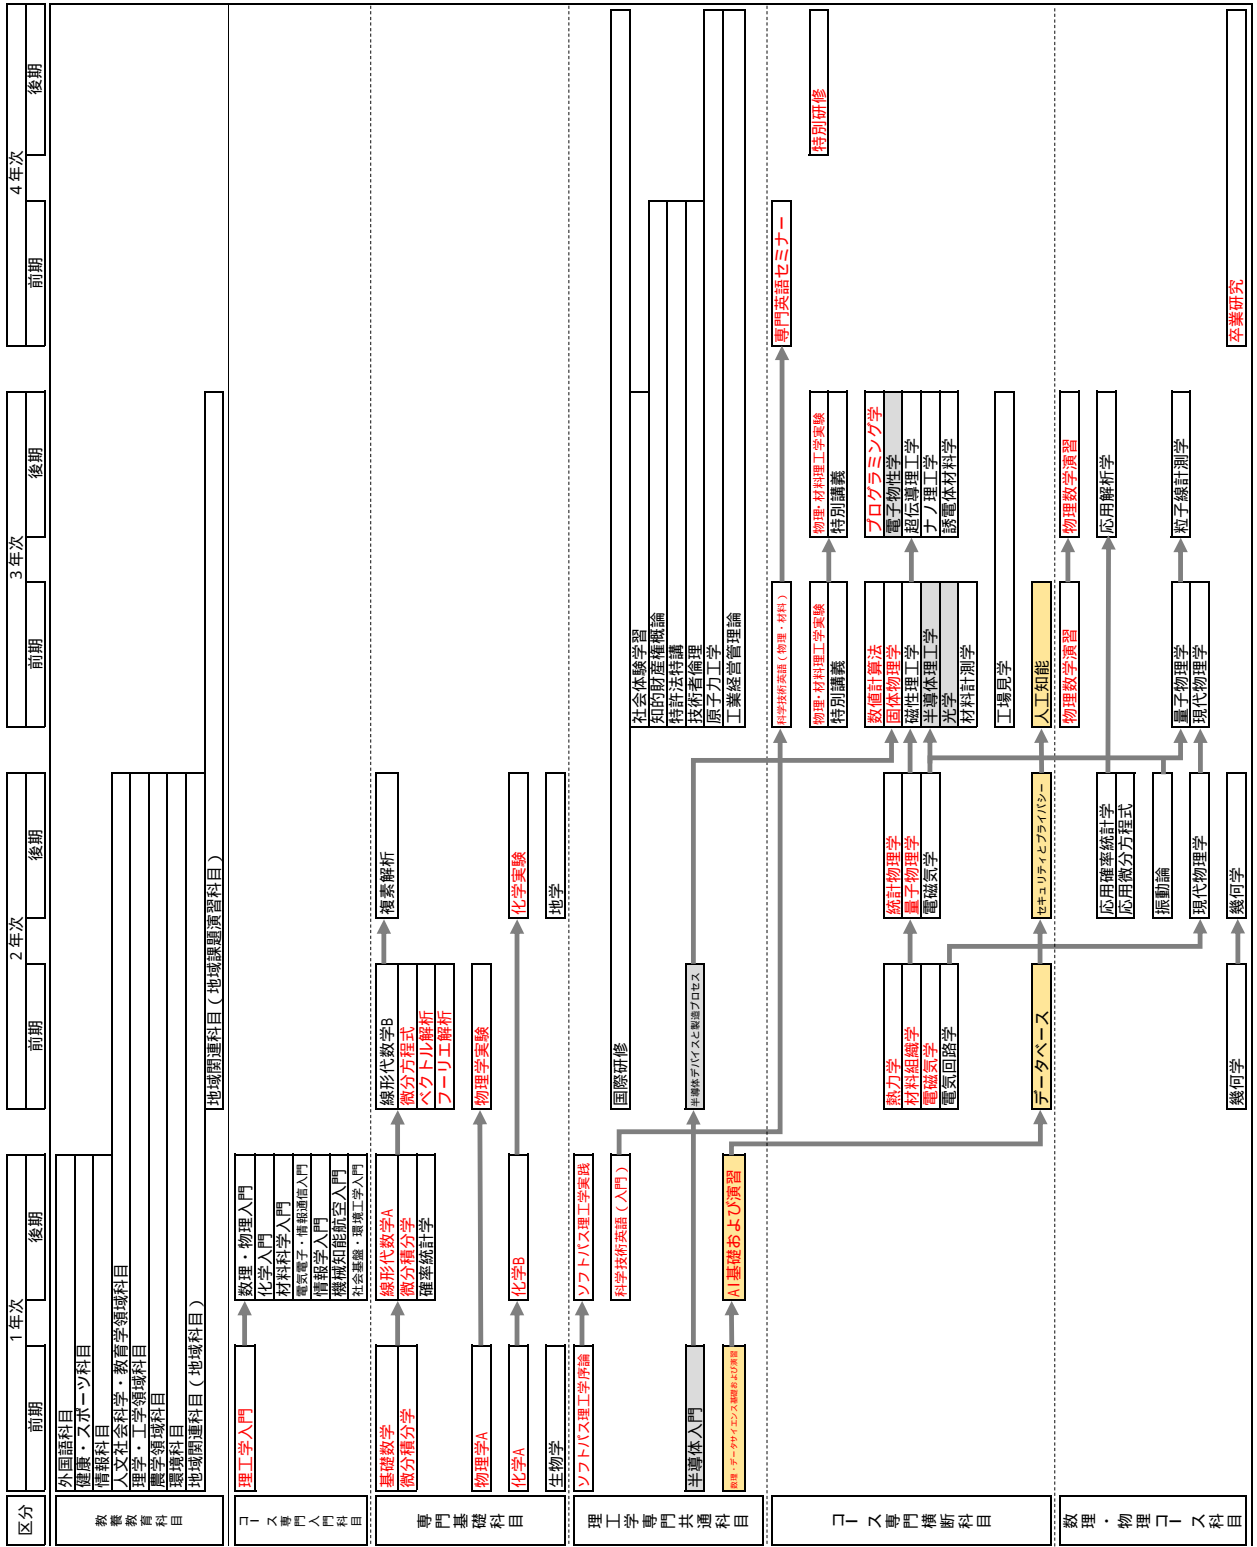 区分
1年次
2年次
3年次
4年次
前期
後期
前期
後期
前期
後期
前期
後期
教養教育科目
外国語科目
健康・スポーツ科目
情報科目
人文社会科学・教育学領域科目
理学・工学領域科目
農学領域科目
環境科目
地域関連科目(地域科目)
地域関連科目(地域課題演習科目)
コース専門入門科目
理工学入門
数理・物理入門
化学入門
材料科学入門
電気電子・情報通信入門
情報学入門
機械知能航空入門
社会基盤・環境工学入門
専門基礎科目
基礎数学
微分積分学
線形代数学A
微分積分学
確率統計学
線形代数学B
微分方程式
ベクトル解析
フーリエ解析
複素解析
物理学A
物理学実験
化学A
化学B
化学実験
生物学
地学
理工学専門共通科目
ソフトパス理工学序論
ソフトパス理工学実践
科学技術英語(入門)
国際研修
社会体験学習
知的財産権概論
特許法特講
技術者倫理
原子力工学
工業経営管理論
半導体入門
半導体デバイスと製造プロセス
数理・データサイエンス基礎および演習
AI基礎および演習
コース専門横断科目
科学技術英語(物理・材料)
専門英語セミナー
物理・材料理工学実験
特別講義
物理・材料理工学実験
特別講義
特別研修
熱力学
材料組織学
電磁気学
電気回路学
統計物理学
量子物理学
電磁気学
数値計算法
固体物理学
磁性理工学
半導体理工学
光学
材料計測学
プログラミング学
電子物性学
超伝導理工学
ナノ理工学
誘電体材料学
工場見学
データベース
セキュリティとプライバシー
人工知能
数理・物理コース科目
物理数学演習
物理数学演習
応用確率統計学
応用微分方程式
応用解析学
振動論
量子物理学
現代物理学
粒子線計測学
現代物理学
幾何学
幾何学
卒業研究